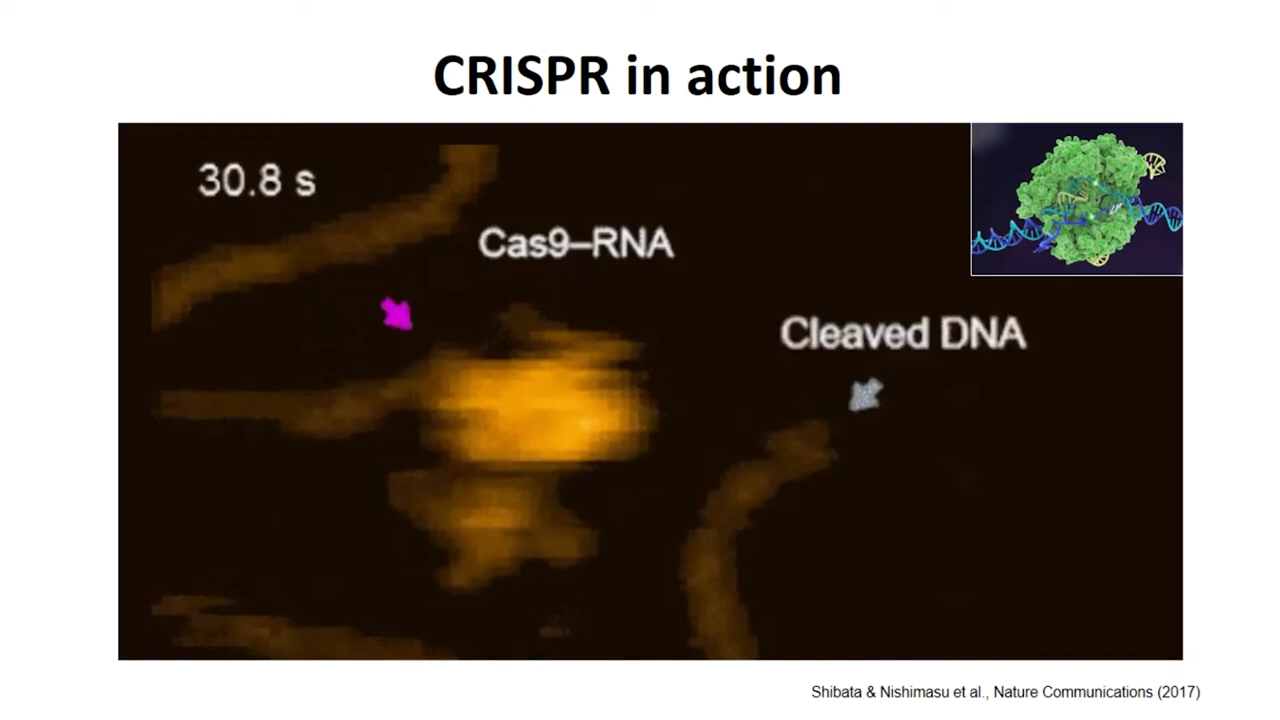 CRISPR in action
30.8 s
Cas9–RNA
Cleaved DNA
Shibata & Nishimasu et al., Nature Communications (2017)